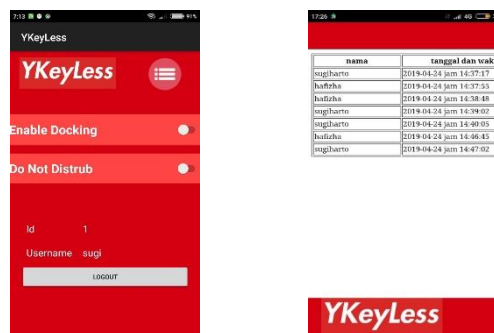 7:13
91%
YKeyLess
YKeyLess
Enable Docking
Do Not Distrub
Id 1
Username sugi
LOGOUT
17:26
4G
nama tanggal dan wak
sugiharto 2019-04-24 jam 14:37:17
hafizha 2019-04-24 jam 14:37:55
hafizha 2019-04-24 jam 14:38:48
sugiharto 2019-04-24 jam 14:39:02
sugiharto 2019-04-24 jam 14:40:05
hafizha 2019-04-24 jam 14:46:45
sugiharto 2019-04-24 jam 14:47:02
YKeyLess